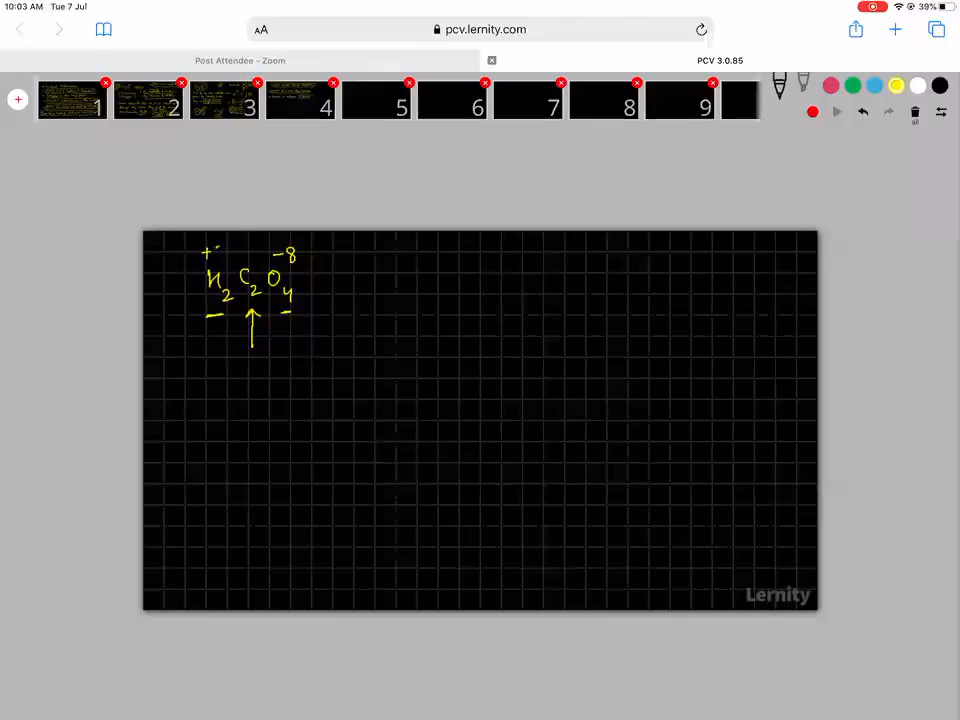 10:03 AM Tue 7 Jul
39%
AA pcv.lernity.com
Post Attendee - Zoom
PCV 3.0.85
1 2 3 4 5 6 7 8 9
all
+ -8
H2 C2 O4
Lernity